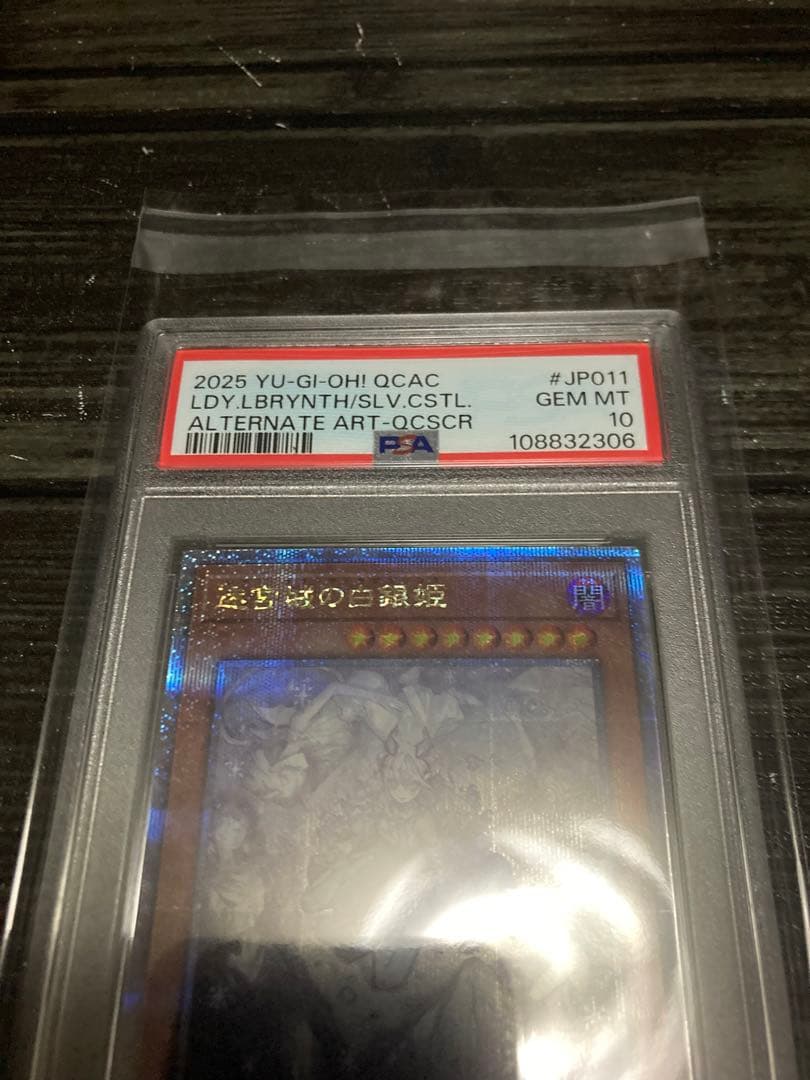 2025 YU-GI-OH! QCAC #JP011
LDY.LBRYNTH/SLV.CSTL. GEM MT
ALTERNATE ART-QCSCR 10
PSA 108832306
迷宮城の白銀姫 闇